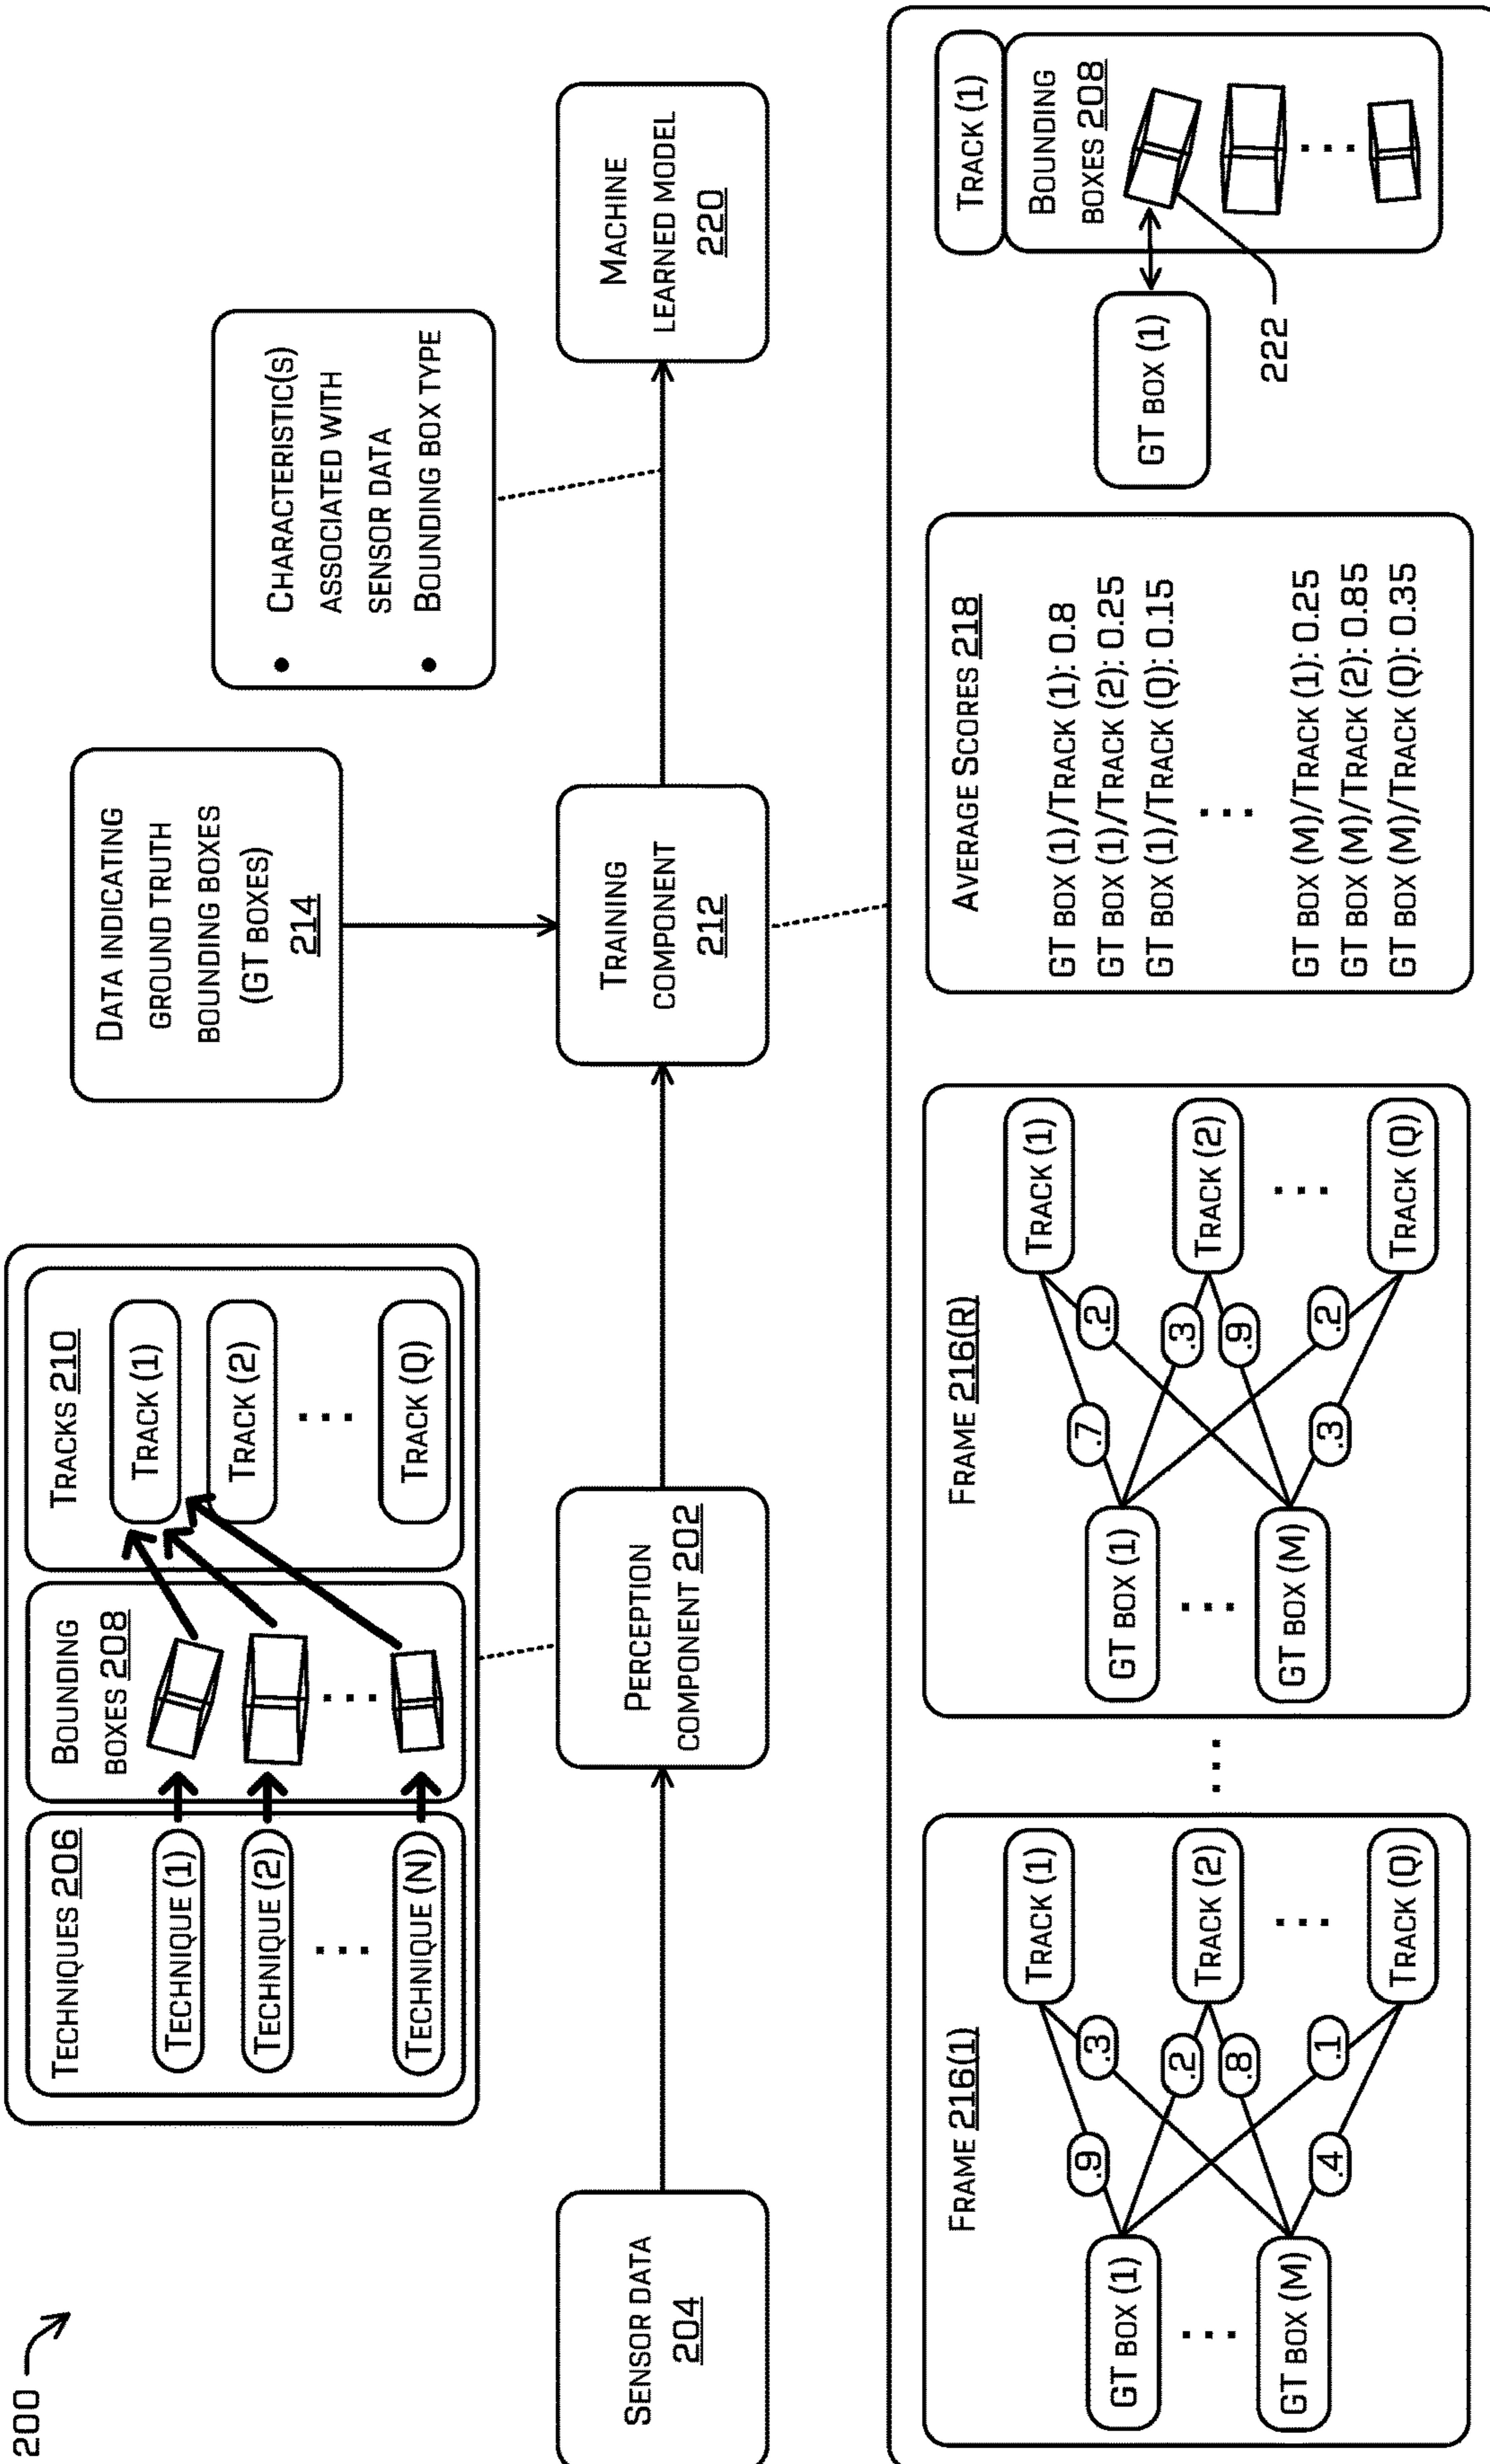 200
TECHNIQUES 206
TECHNIQUE (1)
TECHNIQUE (2)
...
TECHNIQUE (N)
BOUNDING
BOXES 208
...
TRACKS 210
TRACK (1)
TRACK (2)
...
TRACK (Q)
DATA INDICATING
GROUND TRUTH
BOUNDING BOXES
(GT BOXES)
214
• CHARACTERISTIC(S)
ASSOCIATED WITH
SENSOR DATA
• BOUNDING BOX TYPE
SENSOR DATA
204
PERCEPTION
COMPONENT 202
TRAINING
COMPONENT
212
MACHINE
LEARNED MODEL
220
FRAME 216(1)
GT BOX (1)
...
GT BOX (M)
.9
.3
.2
.8
.1
.4
TRACK (1)
TRACK (2)
...
TRACK (Q)
...
FRAME 216(R)
GT BOX (1)
...
GT BOX (M)
.7
.2
.3
.9
.2
.3
TRACK (1)
TRACK (2)
...
TRACK (Q)
AVERAGE SCORES 218
GT BOX (1)/TRACK (1): 0.8
GT BOX (1)/TRACK (2): 0.25
GT BOX (1)/TRACK (Q): 0.15
...
GT BOX (M)/TRACK (1): 0.25
GT BOX (M)/TRACK (2): 0.85
GT BOX (M)/TRACK (Q): 0.35
GT BOX (1)
222
TRACK (1)
BOUNDING
BOXES 208
...